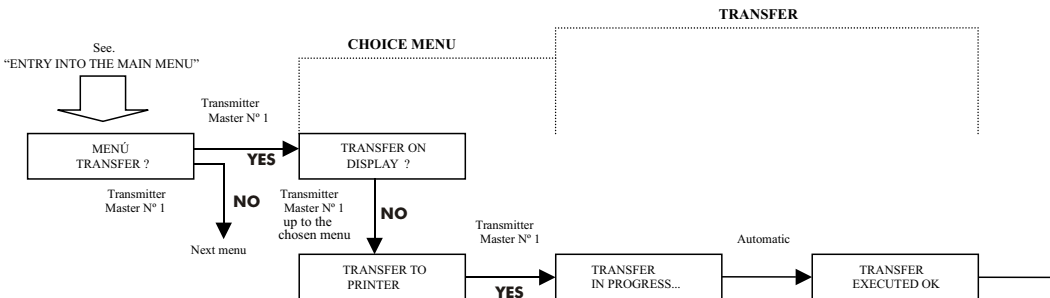 TRANSFER
CHOICE MENU
See.
“ENTRY INTO THE MAIN MENU”
Transmitter
Master Nº 1
MENÚ
TRANSFER ?
YES
TRANSFER ON
DISPLAY ?
Transmitter
Master Nº 1
NO
Next menu
Transmitter
Master Nº 1
up to the
chosen menu
NO
Transmitter
Master Nº 1
Automatic
TRANSFER TO
PRINTER
YES
TRANSFER
IN PROGRESS...
TRANSFER
EXECUTED OK